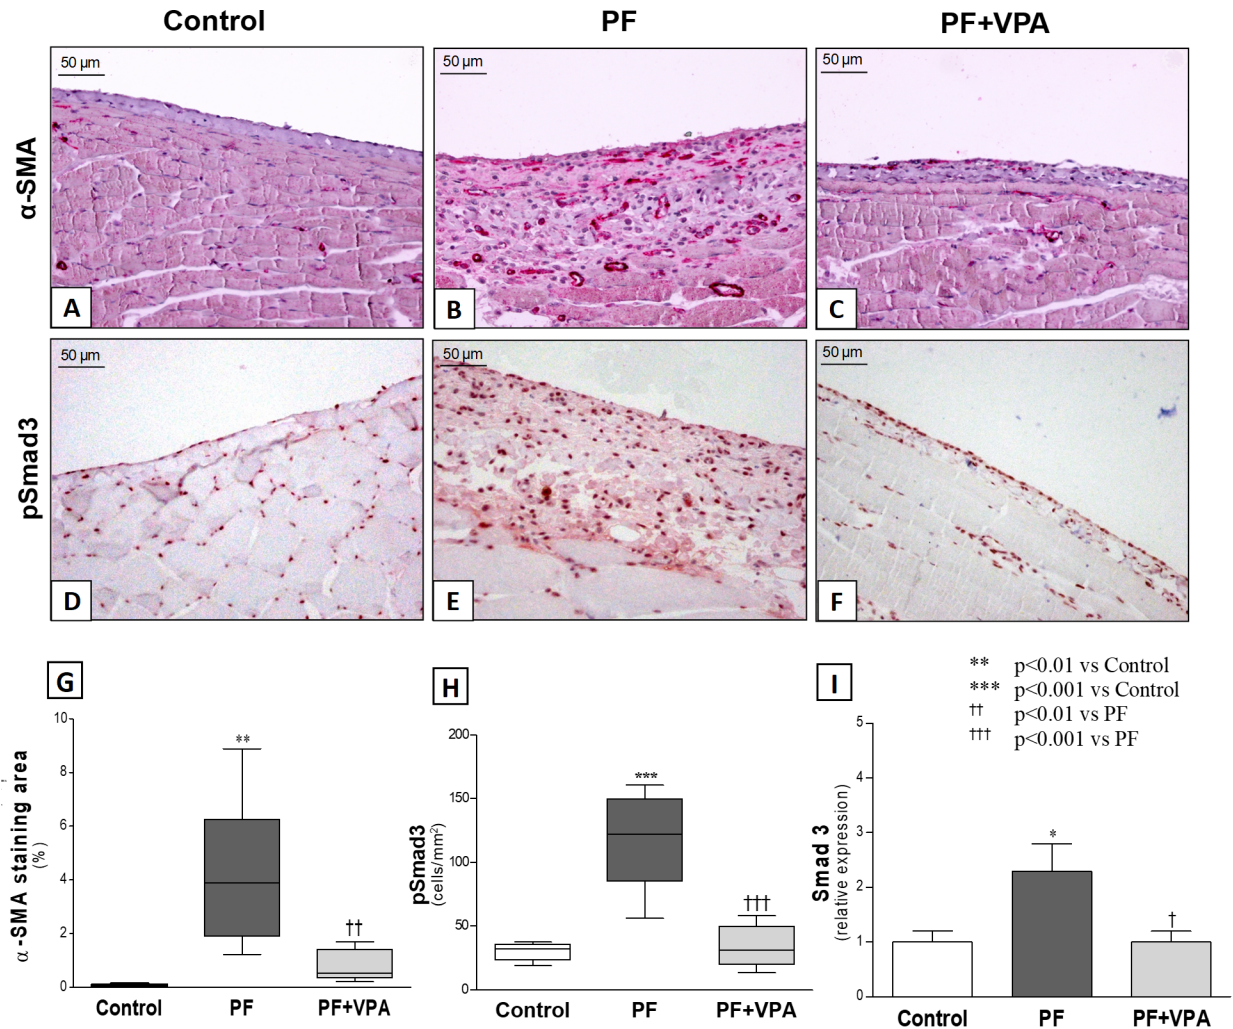 Control
PF
PF+VPA
α-SMA
50 µm
50 µm
50 µm
A
B
C
pSmad3
50 µm
50 µm
50 µm
D
E
F
G
α-SMA staining area
(%)
10
8
6
4
2
0
**
††
Control
PF
PF+VPA
H
pSmad3
(cells/mm²)
200
150
100
50
0
***
†††
Control
PF
PF+VPA
I
** p<0.01 vs Control
*** p<0.001 vs Control
†† p<0.01 vs PF
††† p<0.001 vs PF
Smad 3
(relative expression)
5
4
3
2
1
0
*
†
Control
PF
PF+VPA